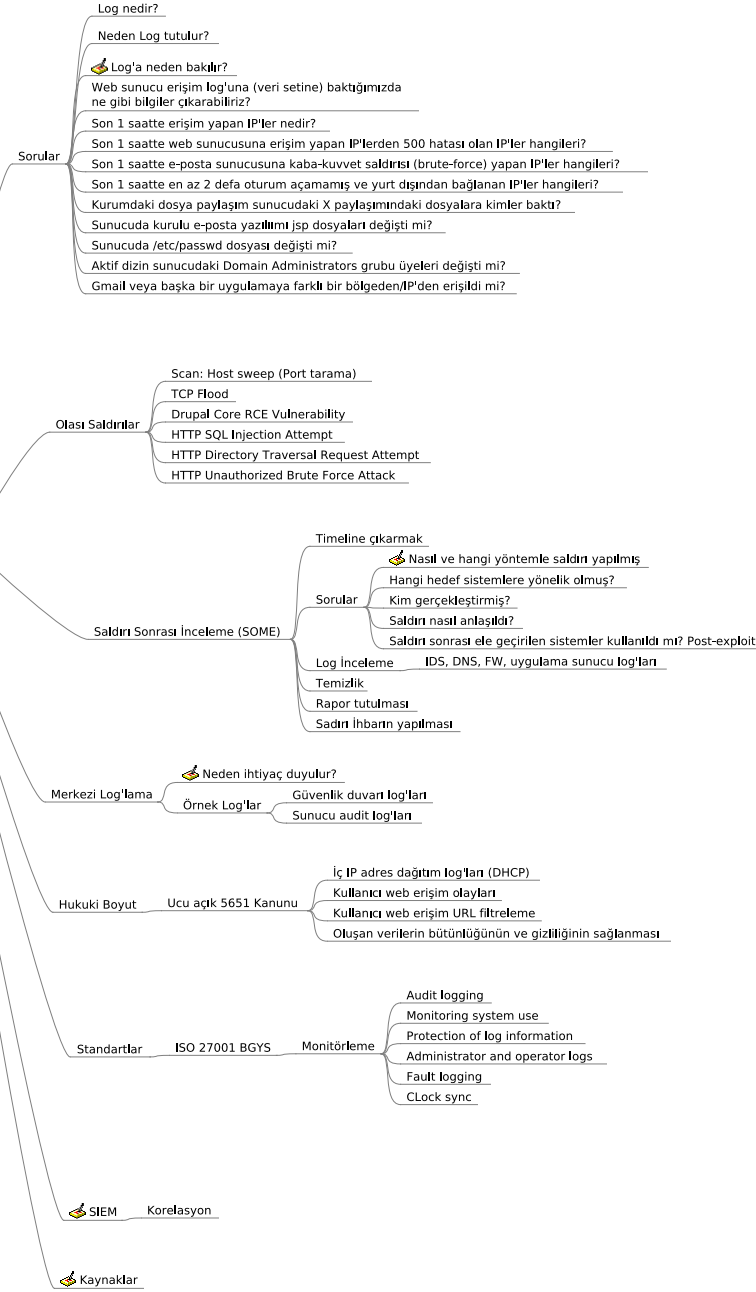 Log nedir?
Neden Log tutulur?
Log'a neden bakılır?
Web sunucu erişim log'una (veri setine) baktığımızda
ne gibi bilgiler çıkarabiliriz?
Son 1 saatte erişim yapan IP'ler nedir?
Son 1 saatte web sunucusuna erişim yapan IP'lerden 500 hatası olan IP'ler hangileri?
Sorular
Son 1 saatte e-posta sunucusuna kaba-kuvvet saldırısı (brute-force) yapan IP'ler hangileri?
Son 1 saatte en az 2 defa oturum açamamış ve yurt dışından bağlanan IP'ler hangileri?
Kurumdaki dosya paylaşım sunucudaki X paylaşımındaki dosyalara kimler baktı?
Sunucuda kurulu e-posta yazılımı jsp dosyaları değişti mi?
Sunucuda /etc/passwd dosyası değişti mi?
Aktif dizin sunucudaki Domain Administrators grubu üyeleri değişti mi?
Gmail veya başka bir uygulamaya farklı bir bölgeden/IP'den erişildi mi?
Scan: Host sweep (Port tarama)
TCP Flood
Drupal Core RCE Vulnerability
Olası Saldırılar
HTTP SQL Injection Attempt
HTTP Directory Traversal Request Attempt
HTTP Unauthorized Brute Force Attack
Timeline çıkarmak
Nasıl ve hangi yöntemle saldırı yapılmış
Hangi hedef sistemlere yönelik olmuş?
Sorular
Kim gerçekleştirmiş?
Saldırı nasıl anlaşıldı?
Saldırı Sonrası İnceleme (SOME)
Saldırı sonrası ele geçirilen sistemler kullanıldı mı? Post-exploit
Log İnceleme
IDS, DNS, FW, uygulama sunucu log'ları
Temizlik
Rapor tutulması
Sadırı İhbarın yapılması
Neden ihtiyaç duyulur?
Merkezi Log'lama
Örnek Log'lar
Güvenlik duvarı log'ları
Sunucu audit log'ları
İç IP adres dağıtım log'ları (DHCP)
Kullanıcı web erişim olayları
Hukuki Boyut
Ucu açık 5651 Kanunu
Kullanıcı web erişim URL filtreleme
Oluşan verilerin bütünlüğünün ve gizliliğinin sağlanması
Audit logging
Monitoring system use
Protection of log information
Standartlar
ISO 27001 BGYS
Monitörleme
Administrator and operator logs
Fault logging
CLock sync
SIEM
Korelasyon
Kaynaklar